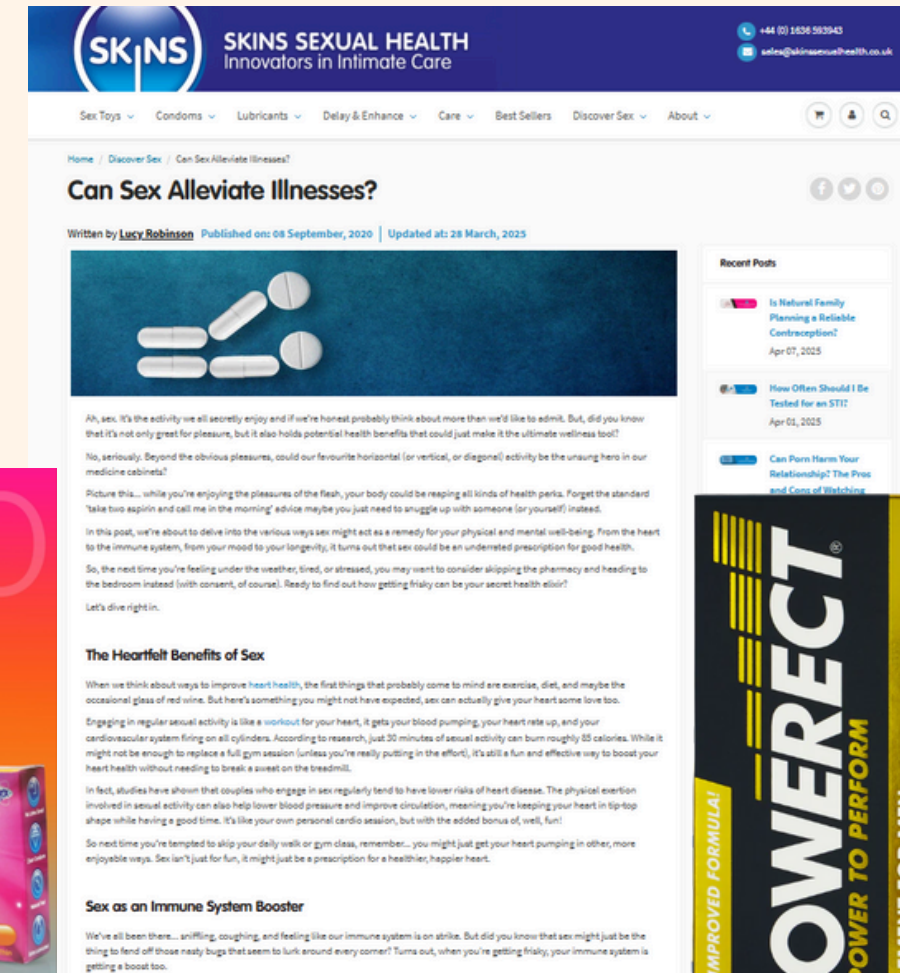 SKINS
SKINS SEXUAL HEALTH
Innovators in Intimate Care
+44 (0) 1636 593943
sales@skinssexualhealth.co.uk
Sex Toys Condoms Lubricants Delay & Enhance Care Best Sellers Discover Sex About
Home / Discover Sex / Can Sex Alleviate Illnesses?
Can Sex Alleviate Illnesses?
Written by Lucy Robinson Published on: 08 September, 2020 | Updated at: 28 March, 2025
Ah, sex. It's the activity we all secretly enjoy and if we're honest probably think about more than we'd like to admit. But, did you know
that it's not only great for pleasure, but it also holds potential health benefits that could just make it the ultimate wellness tool?
No, seriously. Beyond the obvious pleasures, could our favourite horizontal (or vertical, or diagonal) activity be the unsung hero in our
medicine cabinets?
Picture this... while you're enjoying the pleasures of the flesh, your body could be reaping all kinds of health perks. Forget the standard
'take two aspirin and call me in the morning' advice maybe you just need to snuggle up with someone (or yourself) instead.
In this post, we're about to delve into the various ways sex might act as a remedy for your physical and mental well-being. From the heart
to the immune system, from your mood to your longevity, it turns out that sex could be an underrated prescription for good health.
So, the next time you're feeling under the weather, tired, or stressed, you may want to consider skipping the pharmacy and heading to
the bedroom instead (with consent, of course). Ready to find out how getting frisky can be your secret health elixir?
Let's dive right in.
The Heartfelt Benefits of Sex
When we think about ways to improve heart health, the first things that probably come to mind are exercise, diet, and maybe the
occasional glass of red wine. But here's something you might not have expected, sex can actually give your heart some love too.
Engaging in regular sexual activity is like a workout for your heart, it gets your blood pumping, your heart rate up, and your
cardiovascular system firing on all cylinders. According to research, just 30 minutes of sexual activity can burn roughly 85 calories. While it
might not be enough to replace a full gym session (unless you're really putting in the effort), it's still a fun and effective way to boost your
heart health without needing to break a sweat on the treadmill.
In fact, studies have shown that couples who engage in sex regularly tend to have lower risks of heart disease. The physical exertion
involved in sexual activity can also help lower blood pressure and improve circulation, meaning you're keeping your heart in tip-top
shape while having a good time. It's like your own personal cardio session, but with the added bonus of, well, fun!
So next time you're tempted to skip your daily walk or gym class, remember... you might just get your heart pumping in other, more
enjoyable ways. Sex isn't just for fun, it might just be a prescription for a healthier, happier heart.
Sex as an Immune System Booster
We've all been there... sniffling, coughing, and feeling like our immune system is on strike. But did you know that sex might just be the
thing to fend off those nasty bugs that seem to lurk around every corner? Turns out, when you're getting frisky, your immune system is
getting a boost too.
Recent Posts
Is Natural Family
Planning a Reliable
Contraception?
Apr 07, 2025
How Often Should I Be
Tested for an STI?
Apr 01, 2025
Can Porn Harm Your
Relationship? The Pros
and Cons of Watching
IMPROVED FORMULA!
OWERECT®
POWER TO PERFORM